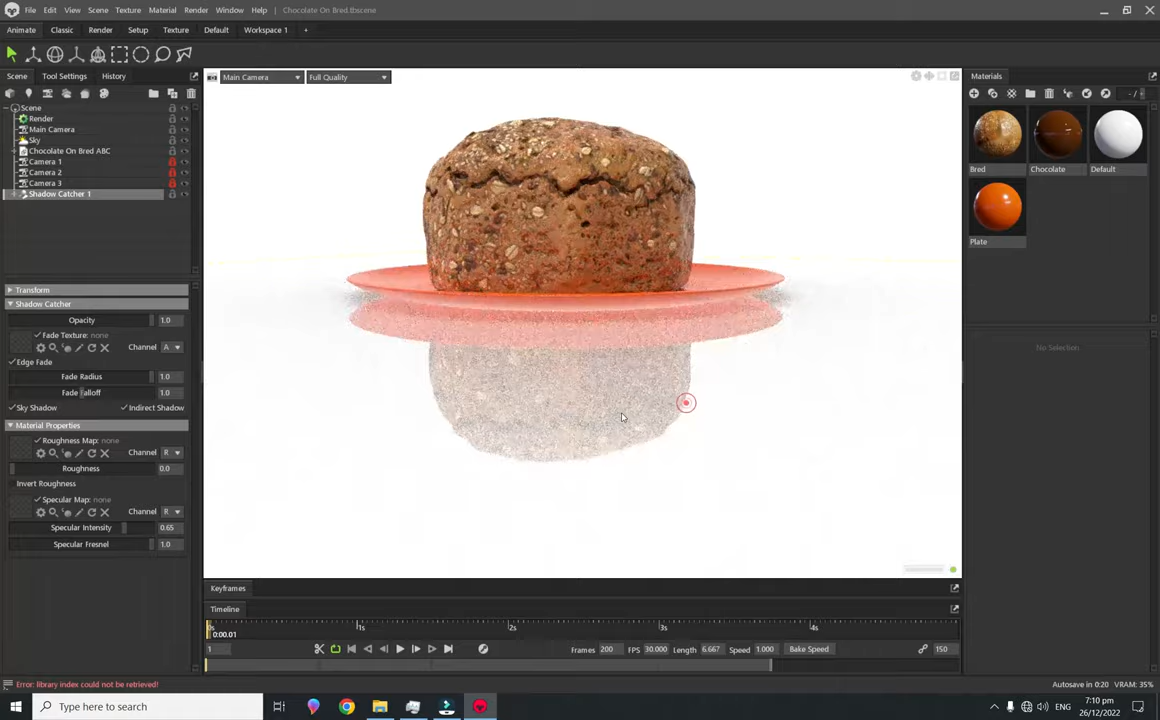 File Edit View Scene Texture Material Render Window Help Chocolate On Bred.tbscene
Animate Classic Render Setup Texture Default Workspace 1 +
Scene Tool Settings History
Main Camera Full Quality
Materials
Scene
Render
Main Camera
Sky
Chocolate On Bred ABC
Camera 1
Camera 2
Camera 3
Shadow Catcher 1
Bred Chocolate Default
Plate
Transform
Shadow Catcher
Opacity 1.0
Fade Texture: none
Channel A
Edge Fade
Fade Radius 1.0
Fade Falloff 1.0
Sky Shadow Indirect Shadow
Material Properties
Roughness Map: none
Channel R
Roughness 0.0
Invert Roughness
Specular Map: none
Channel R
Specular Intensity 0.65
Specular Fresnel 1.0
No Selection
Keyframes
Timeline
0s 1s 2s 3s 4s
0:00.01
1 Frames 200 FPS 30.000 Length 6.667 Speed 1.000 Bake Speed 150
Error: library index could not be retrieved! Autosave in 0:20 VRAM: 35%
Type here to search
ENG
7:10 pm
26/12/2022